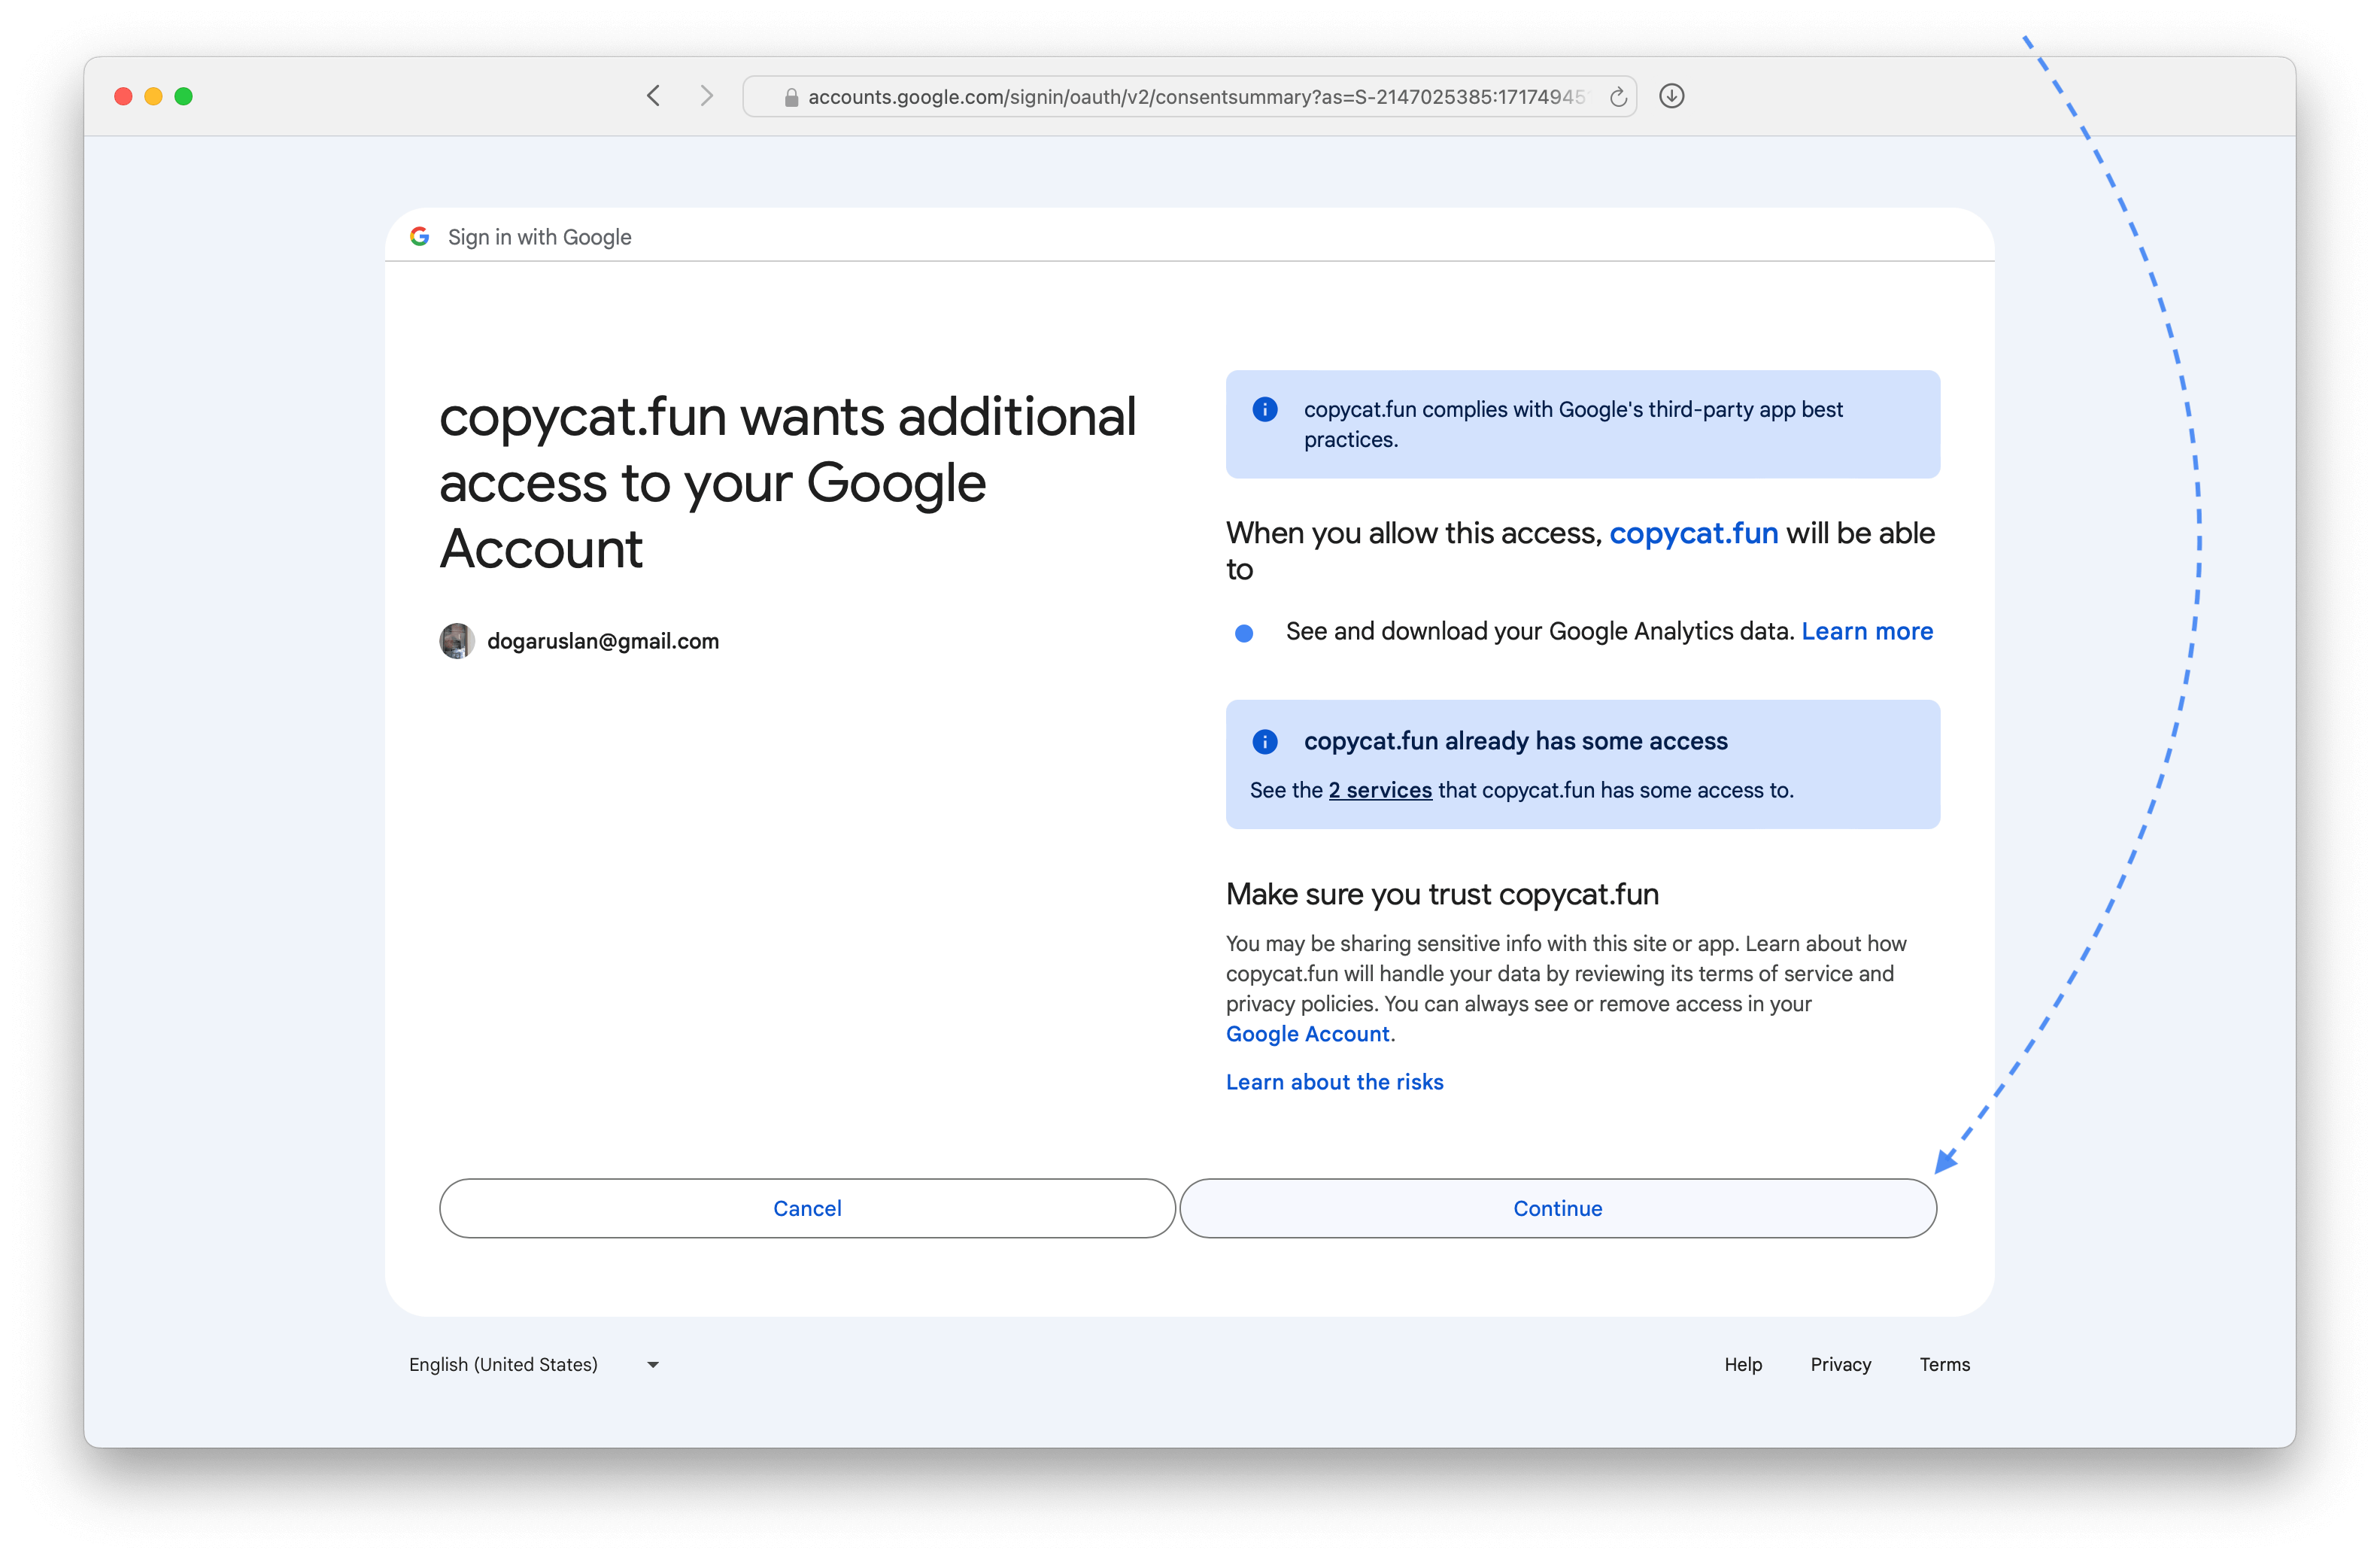 accounts.google.com/signin/oauth/v2/consentsummary?as=S-2147025385:17174945
Sign in with Google
copycat.fun wants additional
access to your Google
Account
dogaruslan@gmail.com
copycat.fun complies with Google's third-party app best
practices.
When you allow this access, copycat.fun will be able
to
See and download your Google Analytics data. Learn more
copycat.fun already has some access
See the 2 services that copycat.fun has some access to.
Make sure you trust copycat.fun
You may be sharing sensitive info with this site or app. Learn about how
copycat.fun will handle your data by reviewing its terms of service and
privacy policies. You can always see or remove access in your
Google Account.
Learn about the risks
Cancel
Continue
English (United States)
Help
Privacy
Terms